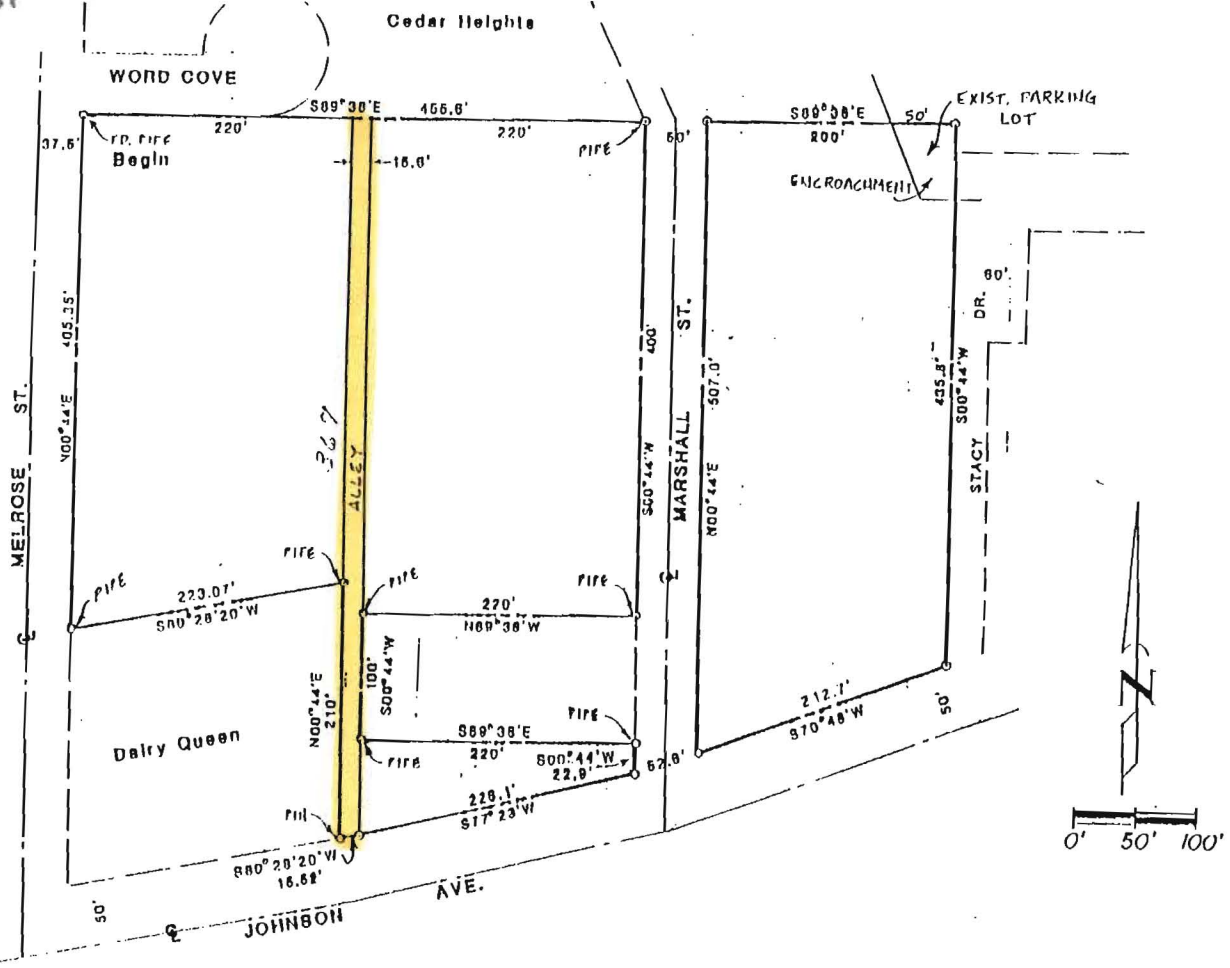 Cedar Heights
WORD COVE
S89°38'E
455.6'
220'
220'
37.6'
FD. PIPE
Begin
16.6'
PIPE
60'
S89°38'E
200'
50'
EXIST. PARKING
LOT
ENCROACHMENT
405.35'
N00°44'E
MELROSE ST.
367
ALLEY
400'
S00°44'W
MARSHALL ST.
507.0'
N00°44'E
435.8'
S00°44'W
STACY DR.
60'
PIPE
223.07'
S80°28'20"W
PIPE
PIPE
220'
N89°38'W
PIPE
N00°44'E
210'
100'
S00°44'W
Dairy Queen
PIPE
S89°38'E
220'
PIPE
S00°44'W
22.9'
52.8'
226.1'
S77°23'W
212.7'
S70°48'W
50'
S80°28'20"W
50'
JOHNSON AVE.
N
0' 50' 100'